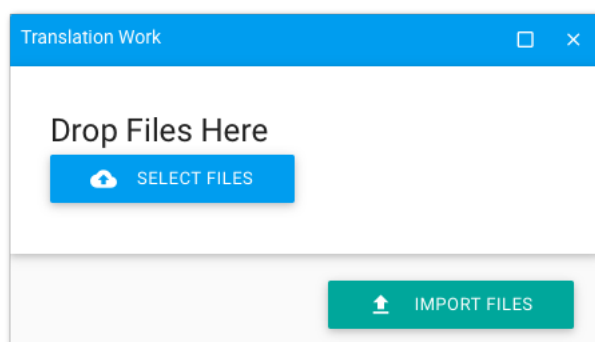 Translation Work
Drop Files Here
SELECT FILES
IMPORT FILES